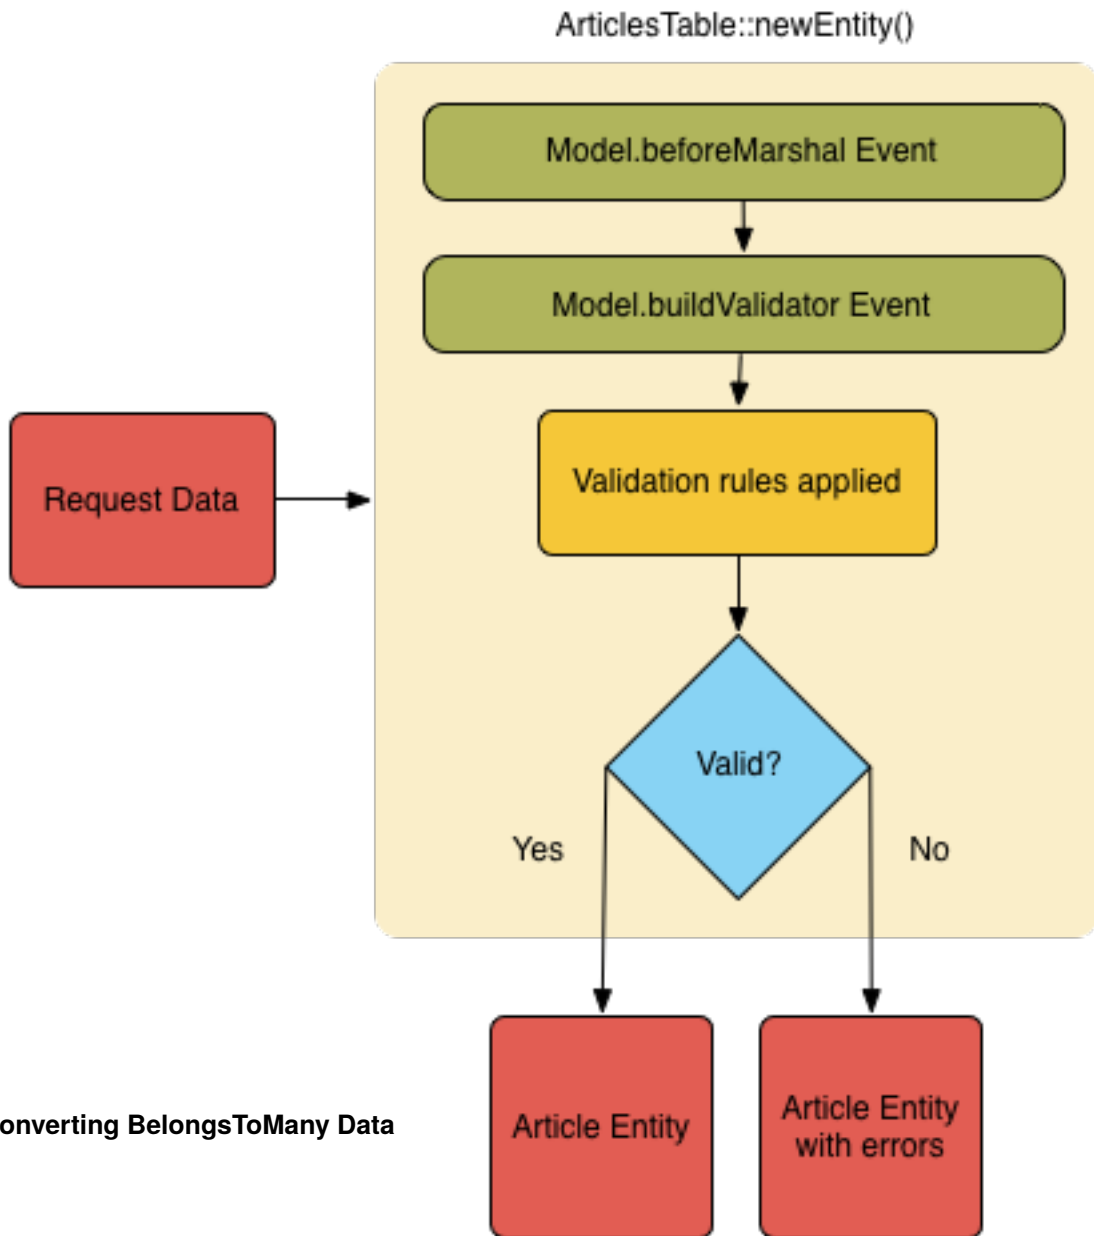 ArticlesTable::newEntity()
Model.beforeMarshal Event
Model.buildValidator Event
Validation rules applied
Request Data
Valid?
Yes
No
Article Entity
Article Entity
with errors
onverting BelongsToMany Data